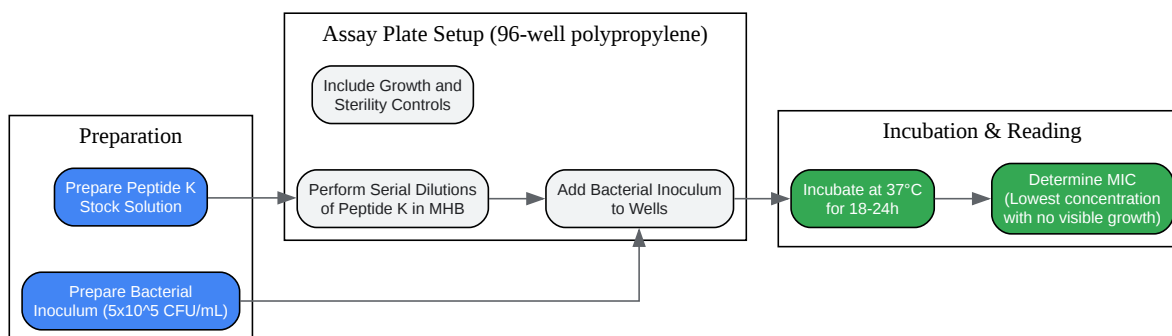 Preparation
Prepare Peptide K
Stock Solution
Prepare Bacterial
Inoculum (5x10^5 CFU/mL)
Assay Plate Setup (96-well polypropylene)
Include Growth and
Sterility Controls
Perform Serial Dilutions
of Peptide K in MHB
Add Bacterial Inoculum
to Wells
Incubation & Reading
Incubate at 37°C
for 18-24h
Determine MIC
(Lowest concentration
with no visible growth)